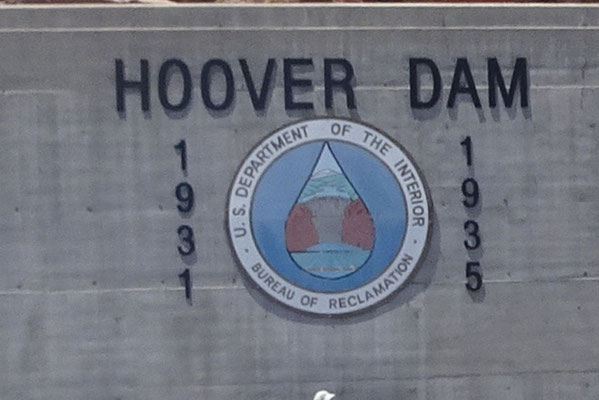 HOOVER DAM
1931
U.S. DEPARTMENT OF THE INTERIOR
BUREAU OF RECLAMATION
1935